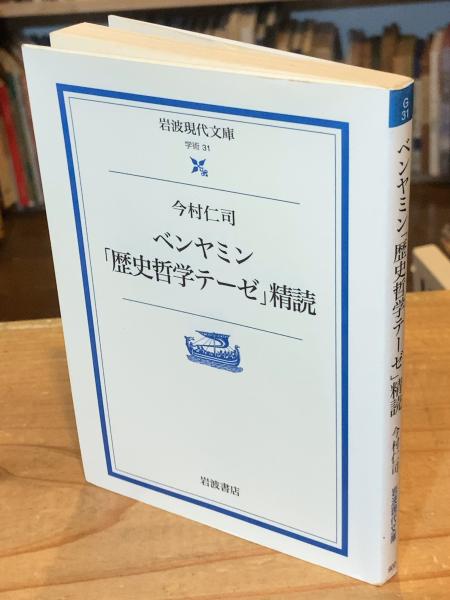 岩波現代文庫
学術 31
今村仁司
ベンヤミン
「歴史哲学テーゼ」精読
岩波書店
G
31
ベンヤミン「歴史哲学テーゼ」精読
今村仁司
岩波現代文庫